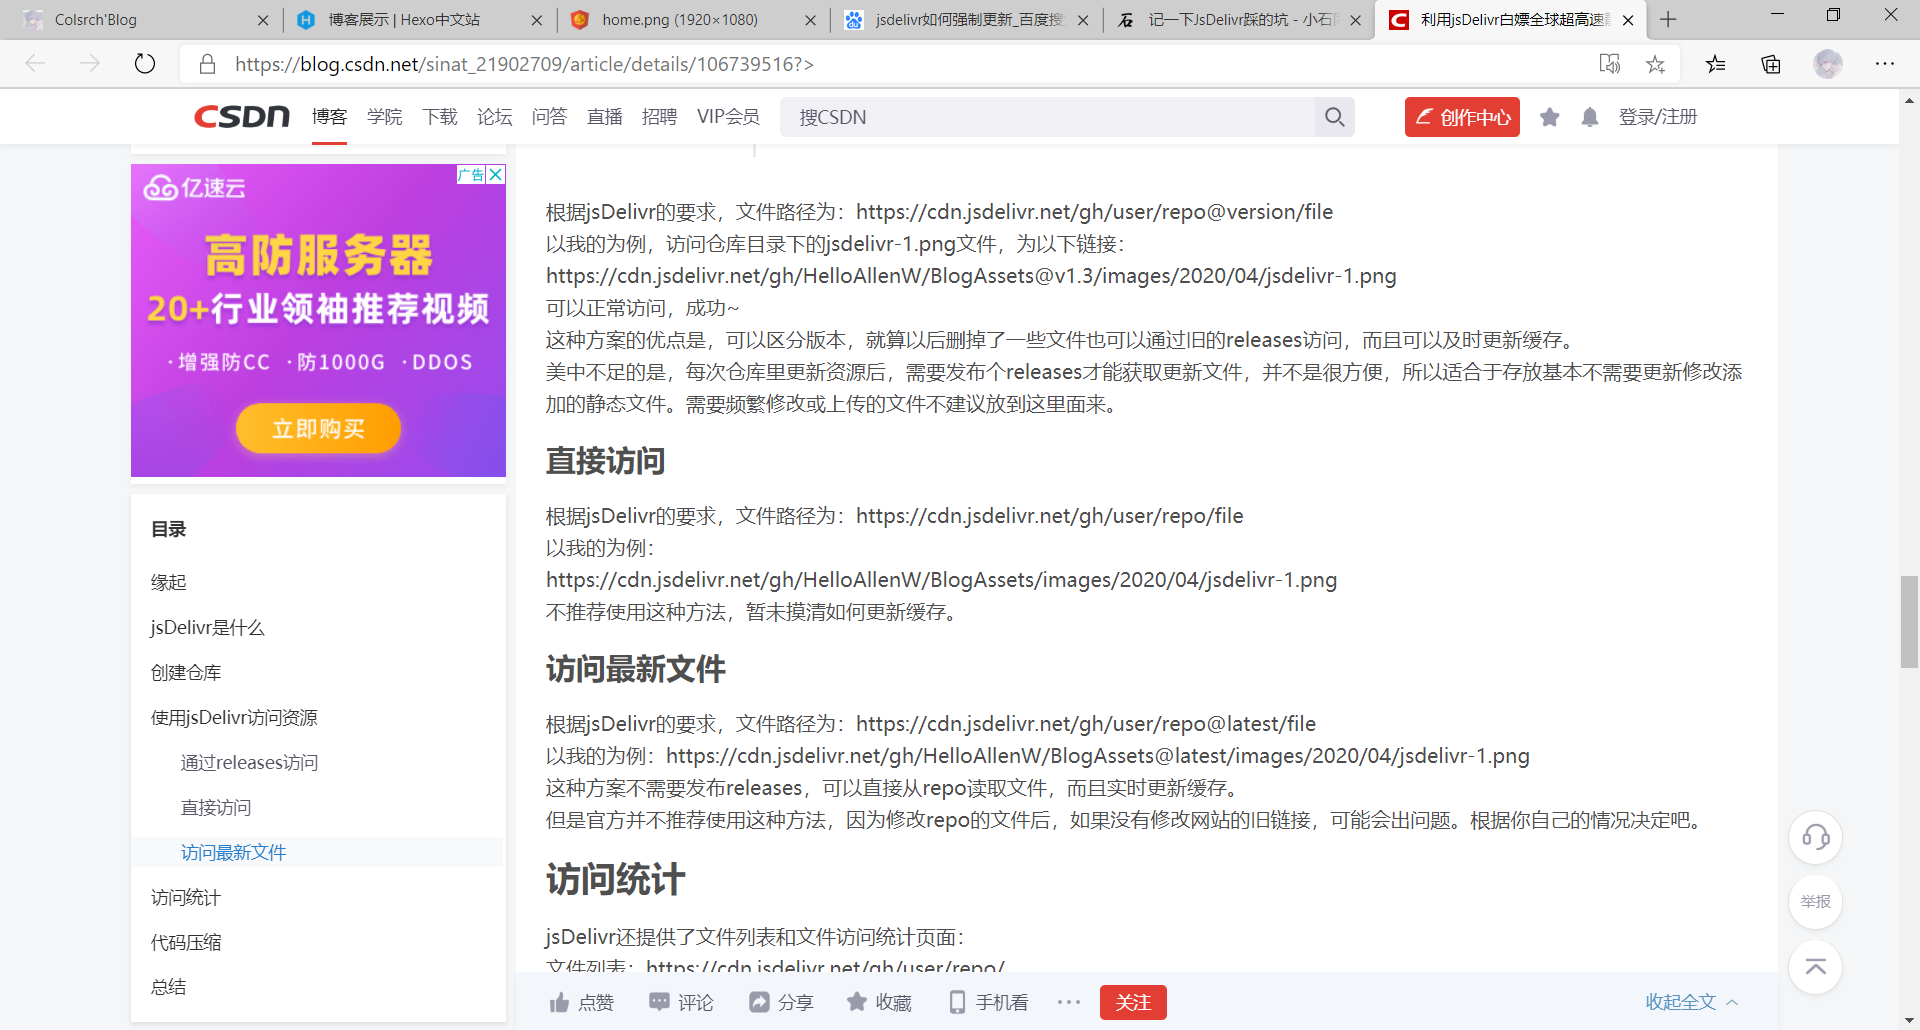 Colsrch'Blog
博客展示 | Hexo中文站
home.png (1920×1080)
jsdelivr如何强制更新_百度搜
记一下JsDelivr踩的坑 - 小石
利用jsDelivr白嫖全球超高速
https://blog.csdn.net/sinat_21902709/article/details/106739516?>
CSDN
博客
学院
下载
论坛
问答
直播
招聘
VIP会员
搜CSDN
创作中心
登录/注册
亿速云
广告
高防服务器
20+行业领袖推荐视频
·增强防CC ·防1000G ·DDOS
立即购买
目录
缘起
jsDelivr是什么
创建仓库
使用jsDelivr访问资源
通过releases访问
直接访问
访问最新文件
访问统计
代码压缩
总结
根据jsDelivr的要求，文件路径为：https://cdn.jsdelivr.net/gh/user/repo@version/file
以我的为例，访问仓库目录下的jsdelivr-1.png文件，为以下链接：
https://cdn.jsdelivr.net/gh/HelloAllenW/BlogAssets@v1.3/images/2020/04/jsdelivr-1.png
可以正常访问，成功~
这种方案的优点是，可以区分版本，就算以后删掉了一些文件也可以通过旧的releases访问，而且可以及时更新缓存。
美中不足的是，每次仓库里更新资源后，需要发布个releases才能获取更新文件，并不是很方便，所以适合于存放基本不需要更新修改添
加的静态文件。需要频繁修改或上传的文件不建议放到这里面来。
直接访问
根据jsDelivr的要求，文件路径为：https://cdn.jsdelivr.net/gh/user/repo/file
以我的为例：
https://cdn.jsdelivr.net/gh/HelloAllenW/BlogAssets/images/2020/04/jsdelivr-1.png
不推荐使用这种方法，暂未摸清如何更新缓存。
访问最新文件
根据jsDelivr的要求，文件路径为：https://cdn.jsdelivr.net/gh/user/repo@latest/file
以我的为例：https://cdn.jsdelivr.net/gh/HelloAllenW/BlogAssets@latest/images/2020/04/jsdelivr-1.png
这种方案不需要发布releases，可以直接从repo读取文件，而且实时更新缓存。
但是官方并不推荐使用这种方法，因为修改repo的文件后，如果没有修改网站的旧链接，可能会出问题。根据你自己的情况决定吧。
访问统计
jsDelivr还提供了文件列表和文件访问统计页面：
文件列表：https://cdn.jsdelivr.net/gh/user/repo/
举报
点赞
评论
分享
收藏
手机看
关注
收起全文